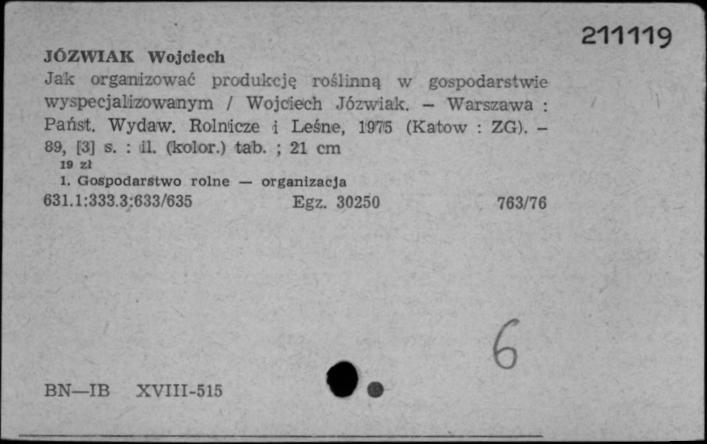 211119
JÓZWIAK Wojciech
Jak organizować produkcję roślinną w gospodarstwie
wyspecjalizowanym / Wojciech Józwiak. — Warszawa :
Państ. Wydaw. Rolnicze i Leśne, 1975 (Katow : ZG). —
89, [3] s. : il. (kolor.) tab. ; 21 cm
19 zł
1. Gospodarstwo rolne — organizacja
631.1:333.3:633/635 Egz. 30250 763/76
6
BN—IB XVIII-515